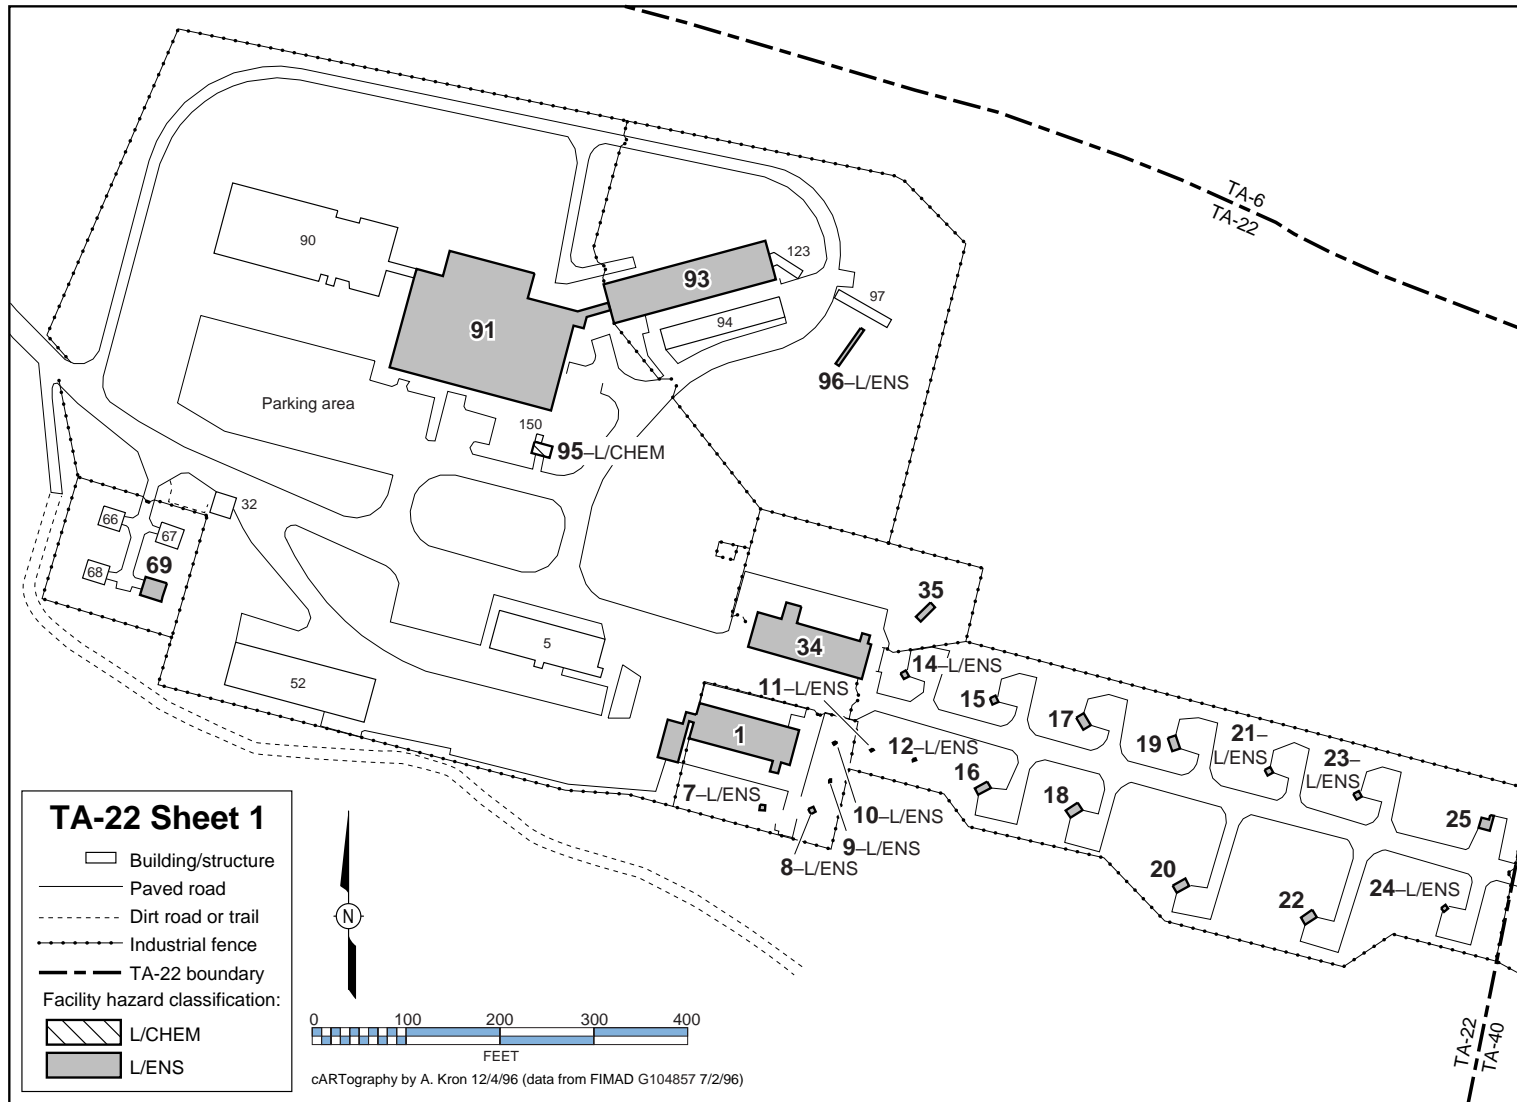 TA-6
TA-22
90
123
93
97
94
91
96–L/ENS
Parking area
150
95–L/CHEM
32
66
67
68
69
35
5
34
14–L/ENS
52
11–L/ENS
15
17
1
12–L/ENS
19
21–
L/ENS
23–
L/ENS
16
18
7–L/ENS
10–L/ENS
25
9–L/ENS
8–L/ENS
20
22
24–L/ENS
TA-22 Sheet 1
Building/structure
Paved road
Dirt road or trail
Industrial fence
TA-22 boundary
Facility hazard classification:
L/CHEM
L/ENS
N
0 100 200 300 400
FEET
cARTography by A. Kron 12/4/96 (data from FIMAD G104857 7/2/96)
TA-22
TA-40